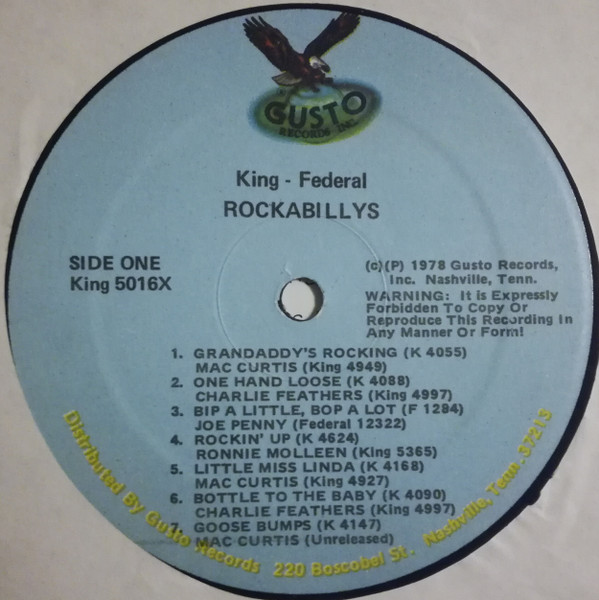 GUSTO
RECORDS INC.
King - Federal
ROCKABILLYS
SIDE ONE
King 5016X
(c)(P) 1978 Gusto Records,
Inc. Nashville, Tenn.
WARNING: It is Expressly
Forbidden To Copy Or
Reproduce This Recording In
Any Manner Or Form!
1. GRANDADDY'S ROCKING (K 4055)
MAC CURTIS (King 4949)
2. ONE HAND LOOSE (K 4088)
CHARLIE FEATHERS (King 4997)
3. BIP A LITTLE, BOP A LOT (F 1284)
JOE PENNY (Federal 12322)
4. ROCKIN' UP (K 4624)
RONNIE MOLLEEN (King 5365)
5. LITTLE MISS LINDA (K 4168)
MAC CURTIS (King 4927)
6. BOTTLE TO THE BABY (K 4090)
CHARLIE FEATHERS (King 4997)
7. GOOSE BUMPS (K 4147)
MAC CURTIS (Unreleased)
Distributed By Gusto Records 220 Boscobel St. Nashville, Tenn. 37213